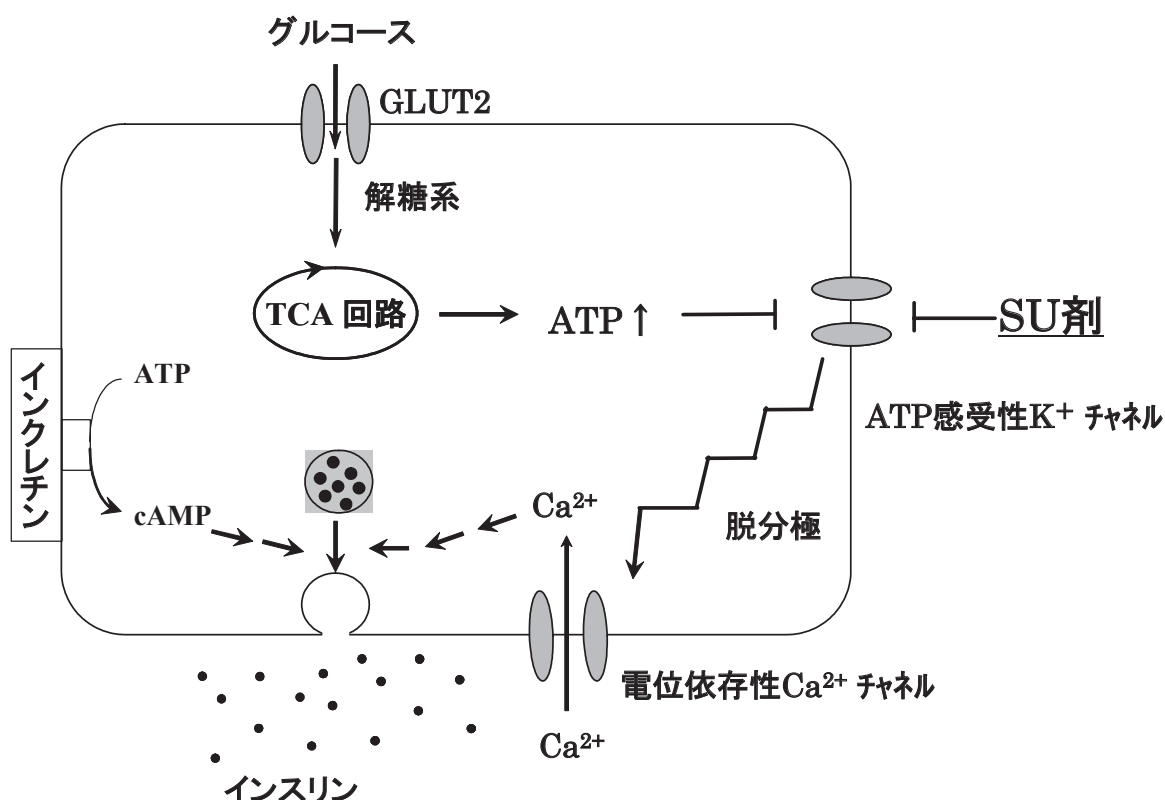 グルコース
GLUT2
解糖系
TCA 回路
ATP↑
SU剤
ATP感受性K⁺ チャネル
インクレチン
ATP
cAMP
Ca²⁺
脱分極
電位依存性Ca²⁺ チャネル
Ca²⁺
インスリン